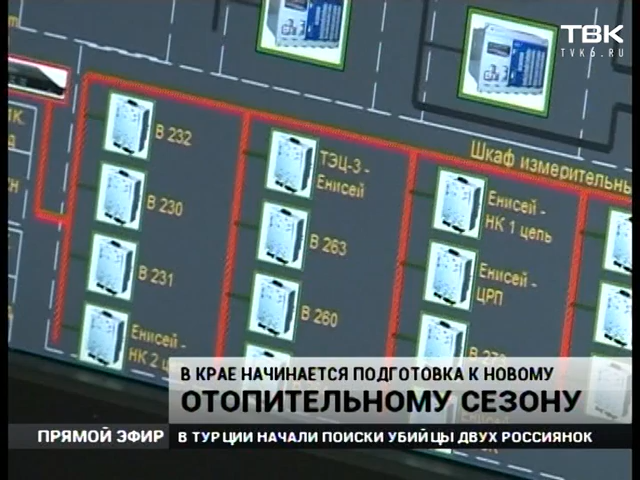 ТВК
TVK6.RU
В 232
ТЭЦ-3 -
Енисей
Шкаф измерительны
Енисей -
НК 1 цепь
В 230
В 263
Енисей -
ЦРП
В 231
В 260
Енисей -
НК 2 ц
В КРАЕ НАЧИНАЕТСЯ ПОДГОТОВКА К НОВОМУ
ОТОПИТЕЛЬНОМУ СЕЗОНУ
ПРЯМОЙ ЭФИР
В ТУРЦИИ НАЧАЛИ ПОИСКИ УБИЙЦЫ ДВУХ РОССИЯНОК